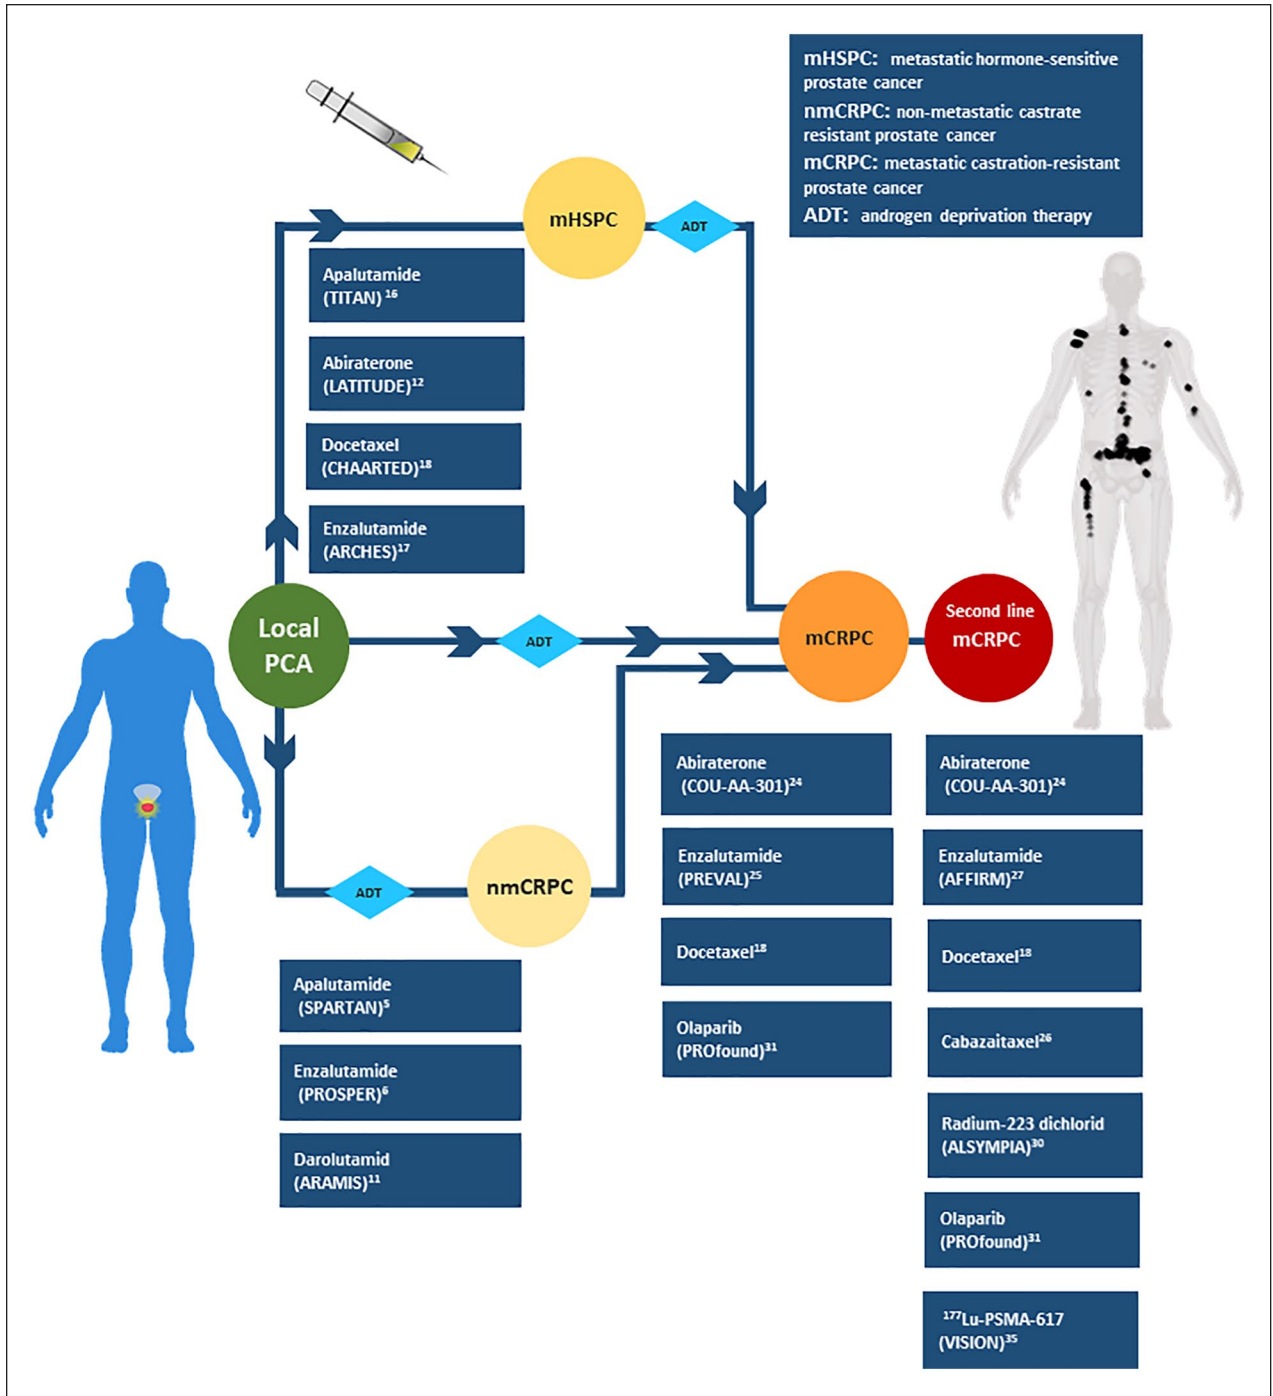 mHSPC: metastatic hormone-sensitive
prostate cancer
nmCRPC: non-metastatic castrate
resistant prostate cancer
mCRPC: metastatic castration-resistant
prostate cancer
ADT: androgen deprivation therapy
mHSPC
ADT
Apalutamide
(TITAN) 16
Abiraterone
(LATITUDE)12
Docetaxel
(CHAARTED)18
Enzalutamide
(ARCHES)17
Local
PCA
ADT
mCRPC
Second line
mCRPC
ADT
nmCRPC
Apalutamide
(SPARTAN)5
Enzalutamide
(PROSPER)6
Darolutamid
(ARAMIS)11
Abiraterone
(COU-AA-301)24
Enzalutamide
(PREVAL)25
Docetaxel18
Olaparib
(PROfound)31
Abiraterone
(COU-AA-301)24
Enzalutamide
(AFFIRM)27
Docetaxel18
Cabazaitaxel26
Radium-223 dichlorid
(ALSYMPIA)30
Olaparib
(PROfound)31
177Lu-PSMA-617
(VISION)35